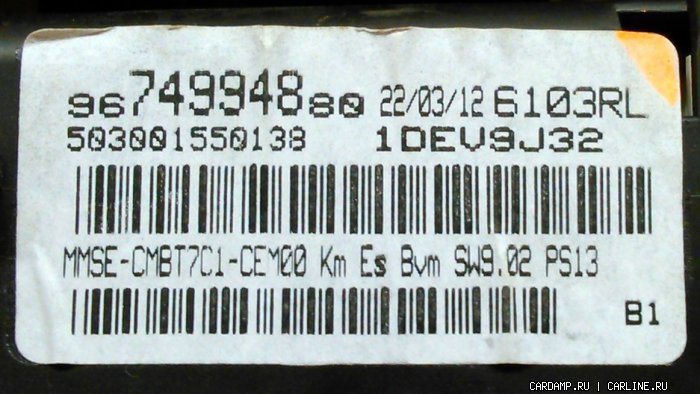 96 749948 80 22/03/12 6103RL
503001550138 1DEV9J32
MMSE-CMBT7C1-CEM00 Km Es Bvm SW9.02 PS13
B1
CARDAMP.RU | CARLINE.RU